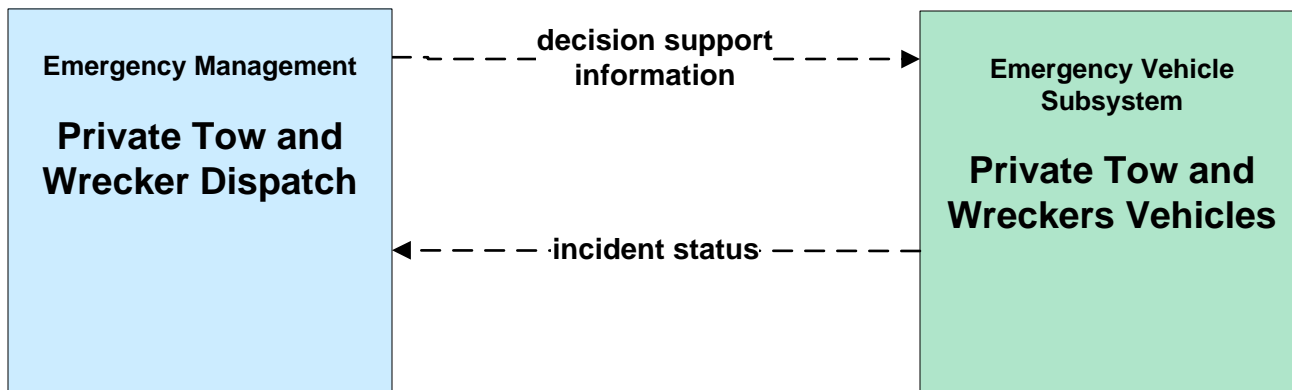 Emergency Management
Private Tow and
Wrecker Dispatch
decision support
information
Emergency Vehicle
Subsystem
Private Tow and
Wreckers Vehicles
incident status